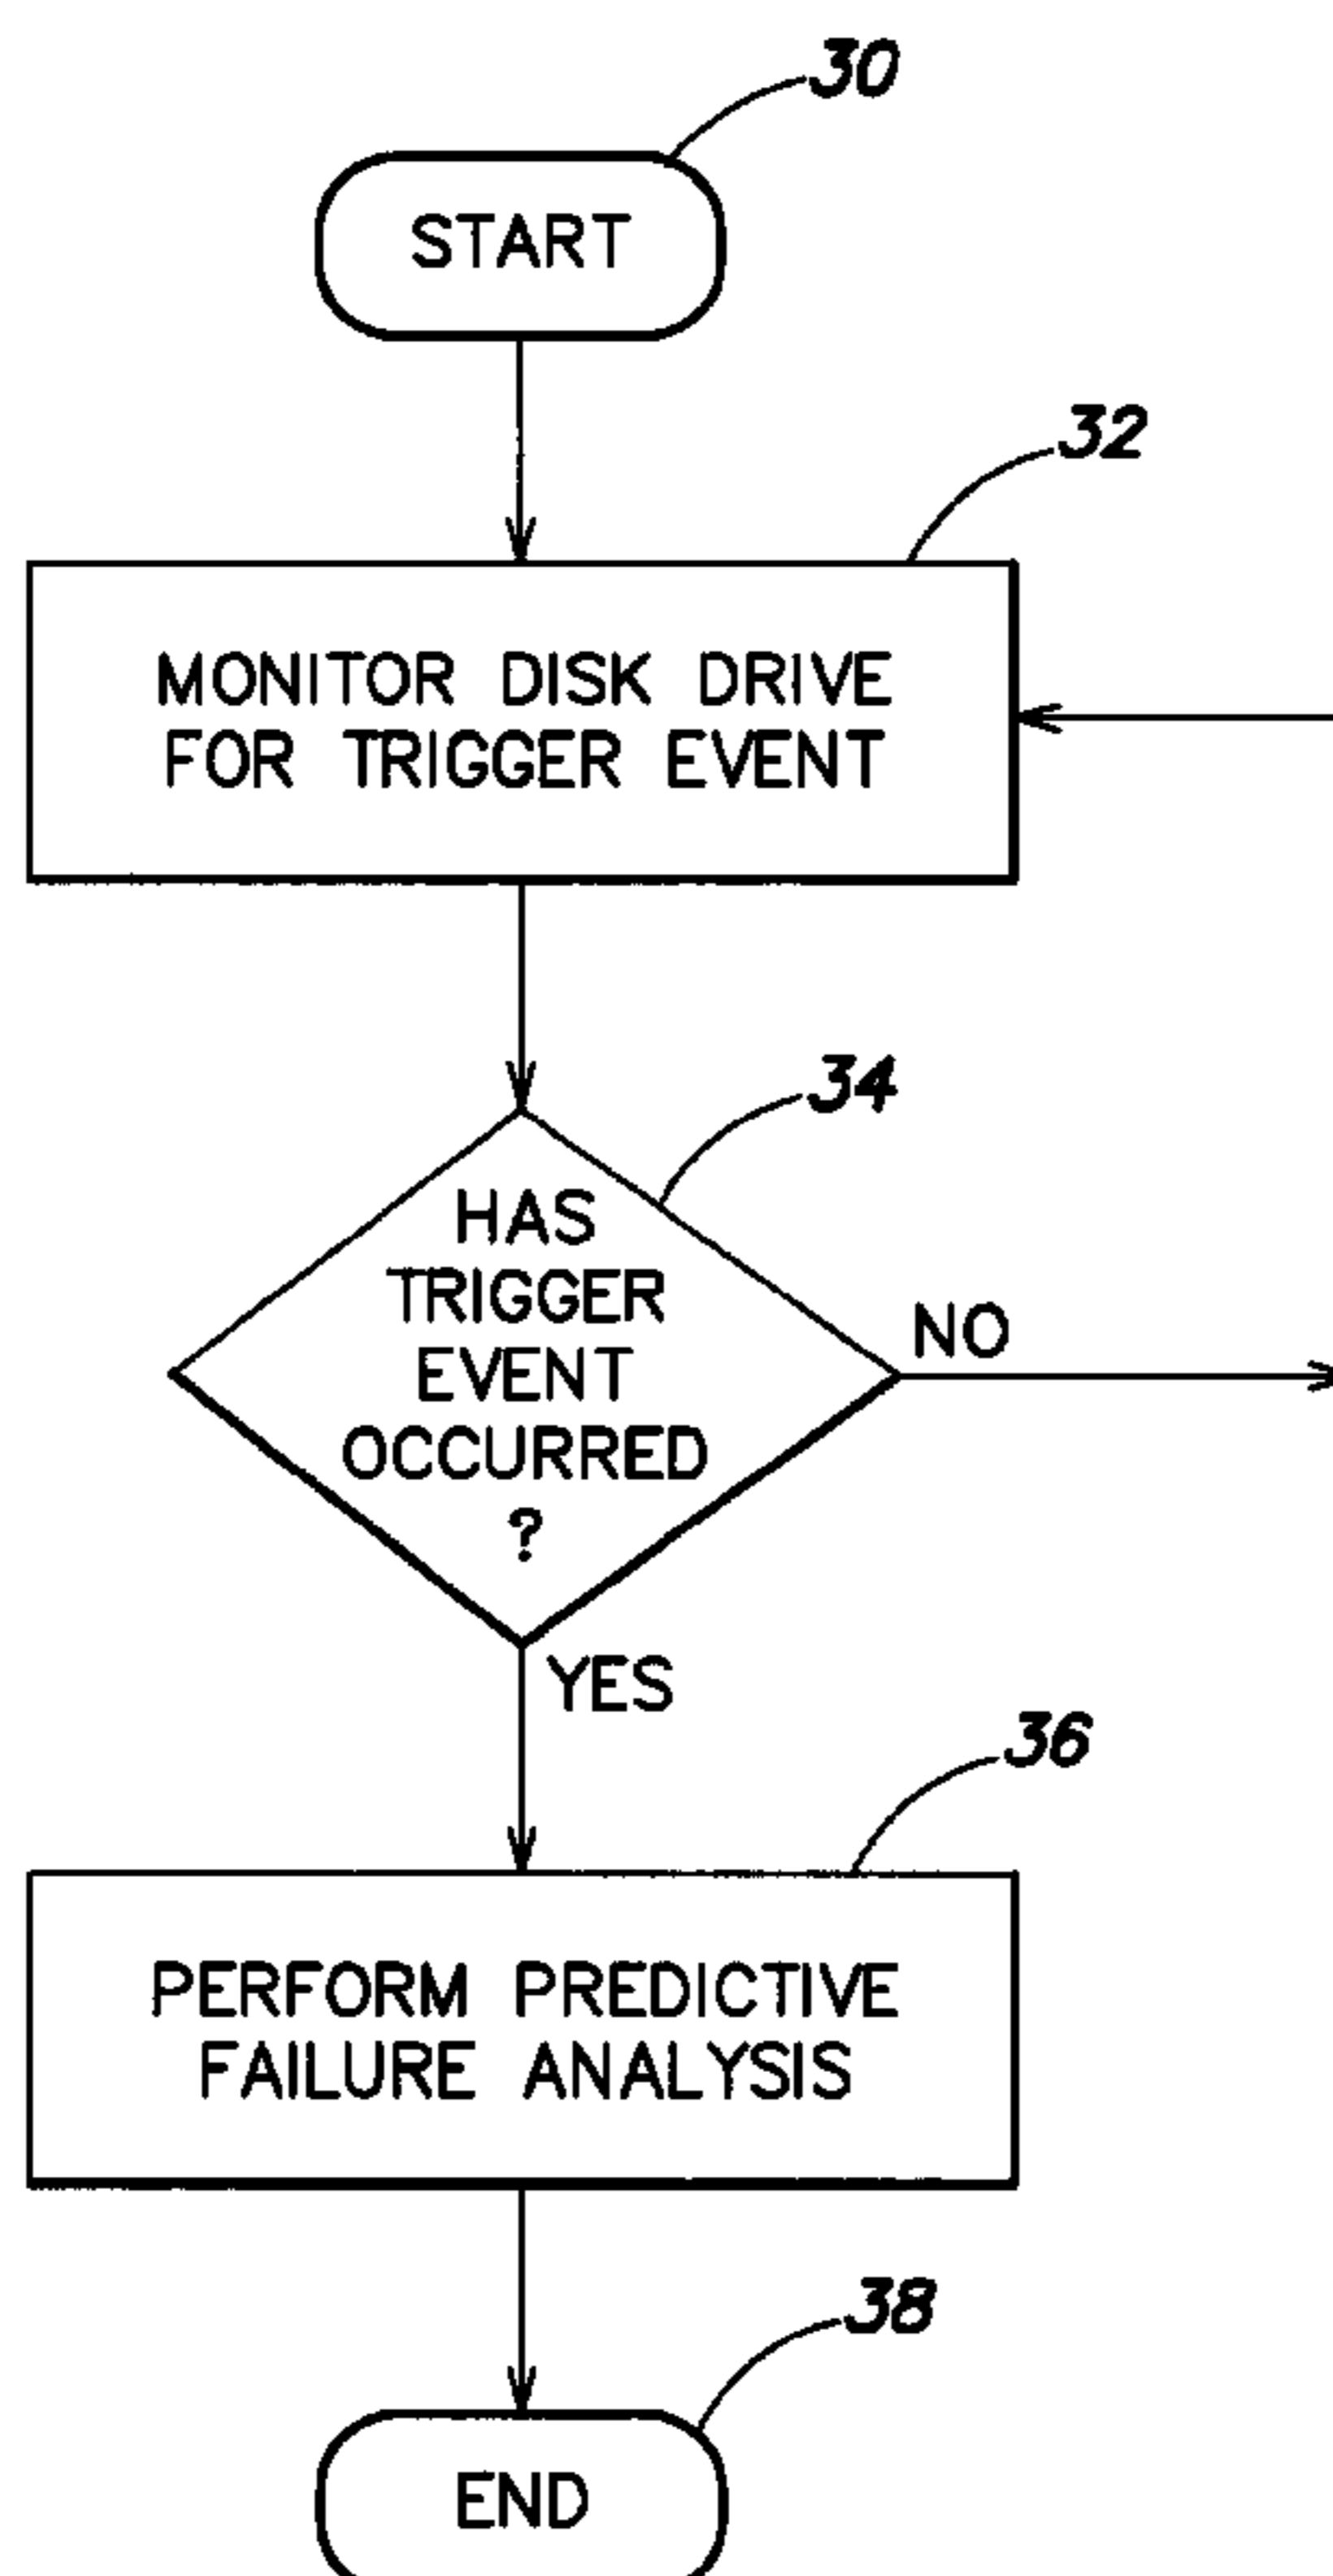 30
START
32
MONITOR DISK DRIVE
FOR TRIGGER EVENT
34
HAS
TRIGGER
EVENT
OCCURRED
?
NO
YES
36
PERFORM PREDICTIVE
FAILURE ANALYSIS
38
END